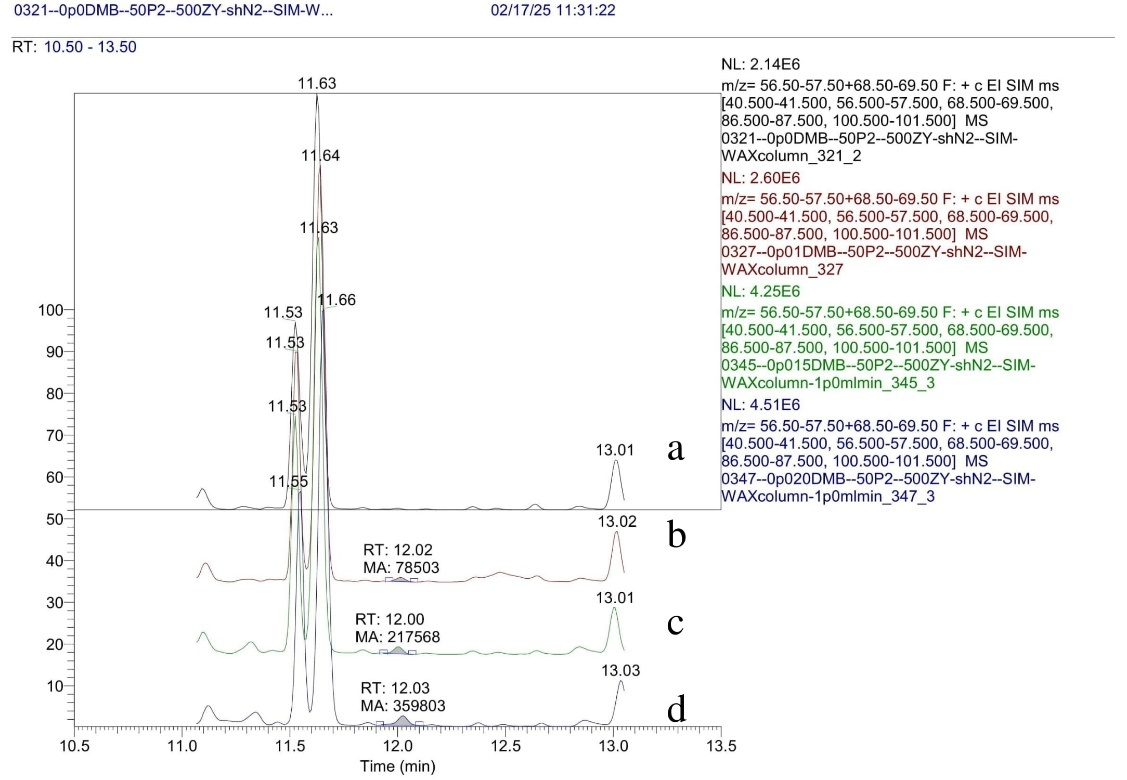 0321--0p0DMB--50P2--500ZY-shN2--SIM-W... 02/17/25 11:31:22
RT: 10.50 - 13.50
NL: 2.14E6
m/z= 56.50-57.50+68.50-69.50 F: + c EI SIM ms
[40.500-41.500, 56.500-57.500, 68.500-69.500,
86.500-87.500, 100.500-101.500] MS
0321--0p0DMB--50P2--500ZY-shN2--SIM-
WAXcolumn_321_2
NL: 2.60E6
m/z= 56.50-57.50+68.50-69.50 F: + c EI SIM ms
[40.500-41.500, 56.500-57.500, 68.500-69.500,
86.500-87.500, 100.500-101.500] MS
0327--0p01DMB--50P2--500ZY-shN2--SIM-
WAXcolumn_327
NL: 4.25E6
m/z= 56.50-57.50+68.50-69.50 F: + c EI SIM ms
[40.500-41.500, 56.500-57.500, 68.500-69.500,
86.500-87.500, 100.500-101.500] MS
0345--0p015DMB--50P2--500ZY-shN2--SIM-
WAXcolumn-1p0mlmin_345_3
NL: 4.51E6
m/z= 56.50-57.50+68.50-69.50 F: + c EI SIM ms
[40.500-41.500, 56.500-57.500, 68.500-69.500,
86.500-87.500, 100.500-101.500] MS
0347--0p020DMB--50P2--500ZY-shN2--SIM-
WAXcolumn-1p0mlmin_347_3
11.63
11.64
11.63
11.66
11.53
11.53
11.53
11.55
100
90
80
70
60
50
40
30
20
10
13.01
a
13.02
b
RT: 12.02
MA: 78503
13.01
c
RT: 12.00
MA: 217568
13.03
d
RT: 12.03
MA: 359803
10.5 11.0 11.5 12.0 12.5 13.0 13.5
Time (min)